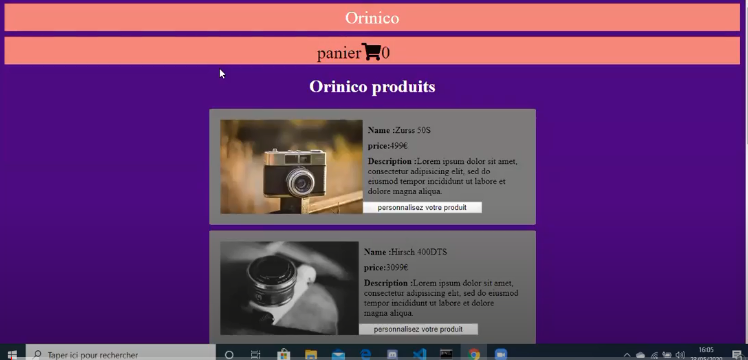 Orinico
panier 0
Orinico produits
Name :Zurss 50S
price:499€
Description :Lorem ipsum dolor sit amet,
consectetur adipisicing elit, sed do
eiusmod tempor incididunt ut labore et
dolore magna aliqua.
personnalisez votre produit
Name :Hirsch 400DTS
price:3099€
Description :Lorem ipsum dolor sit amet,
consectetur adipisicing elit, sed do eiusmod
tempor incididunt ut labore et dolore
magna aliqua.
personnalisez votre produit
Taper ici pour rechercher
16:05